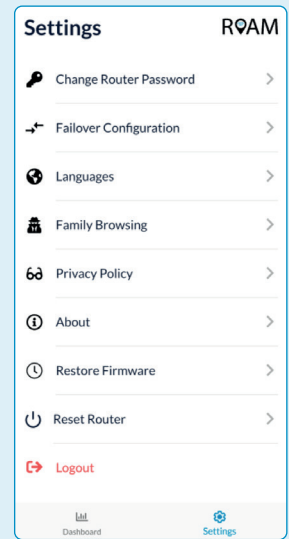 Settings
ROAM
Change Router Password
Failover Configuration
Languages
Family Browsing
Privacy Policy
About
Restore Firmware
Reset Router
Logout
Dashboard
Settings